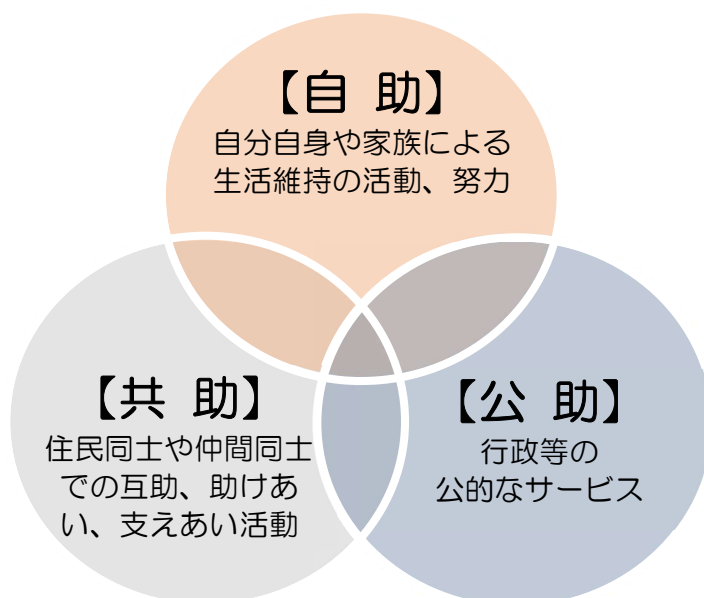 【自 助】
自分自身や家族による
生活維持の活動、努力
【共 助】
住民同士や仲間同士
での互助、助けあ
い、支えあい活動
【公 助】
行政等の
公的なサービス